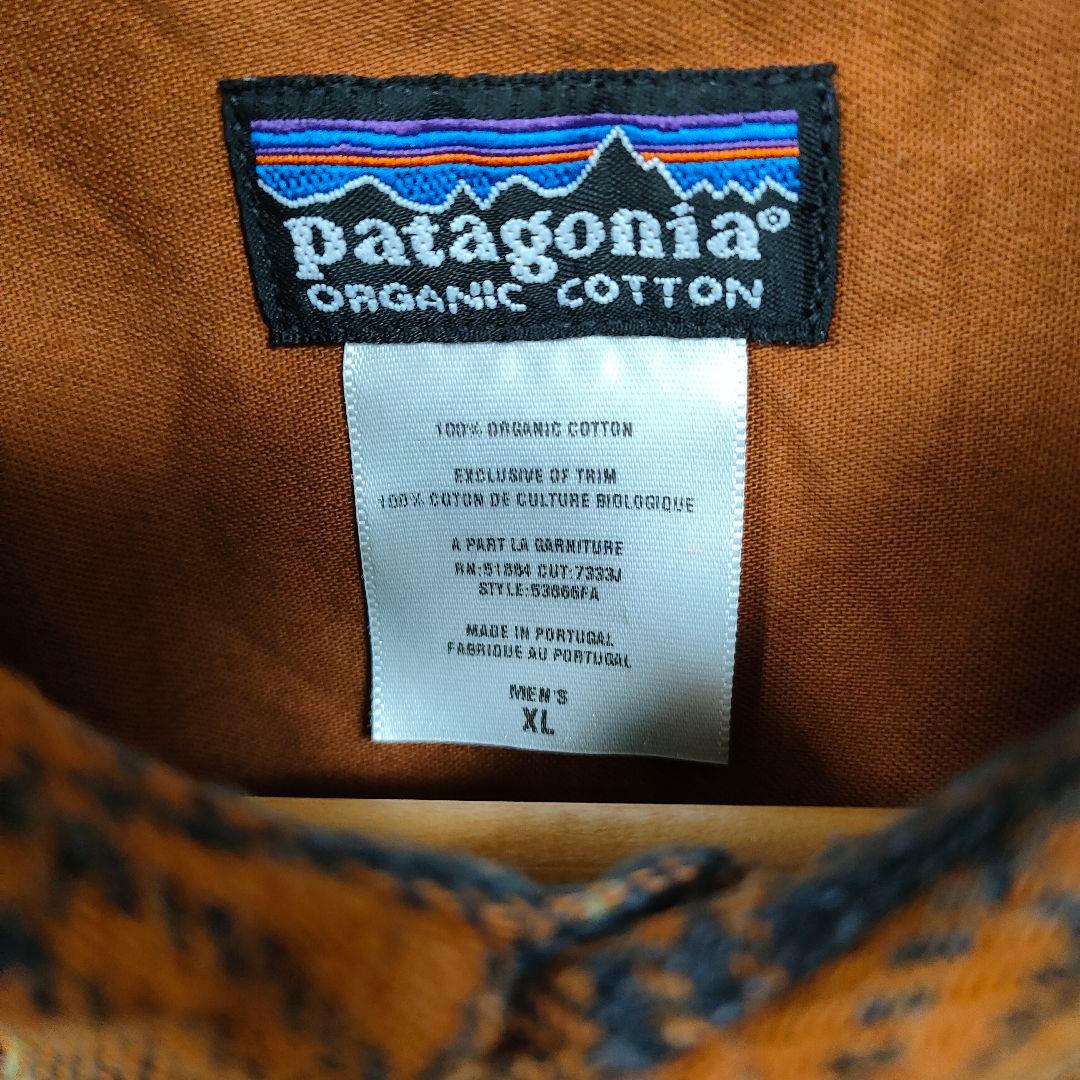 patagonia®
ORGANIC COTTON
100% ORGANIC COTTON
EXCLUSIVE OF TRIM
100% COTON DE CULTURE BIOLOGIQUE
A PART LA GARNITURE
RN:51884 CUT:7333J
STYLE:53866FA
MADE IN PORTUGAL
FABRIQUE AU PORTUGAL
MEN'S
XL